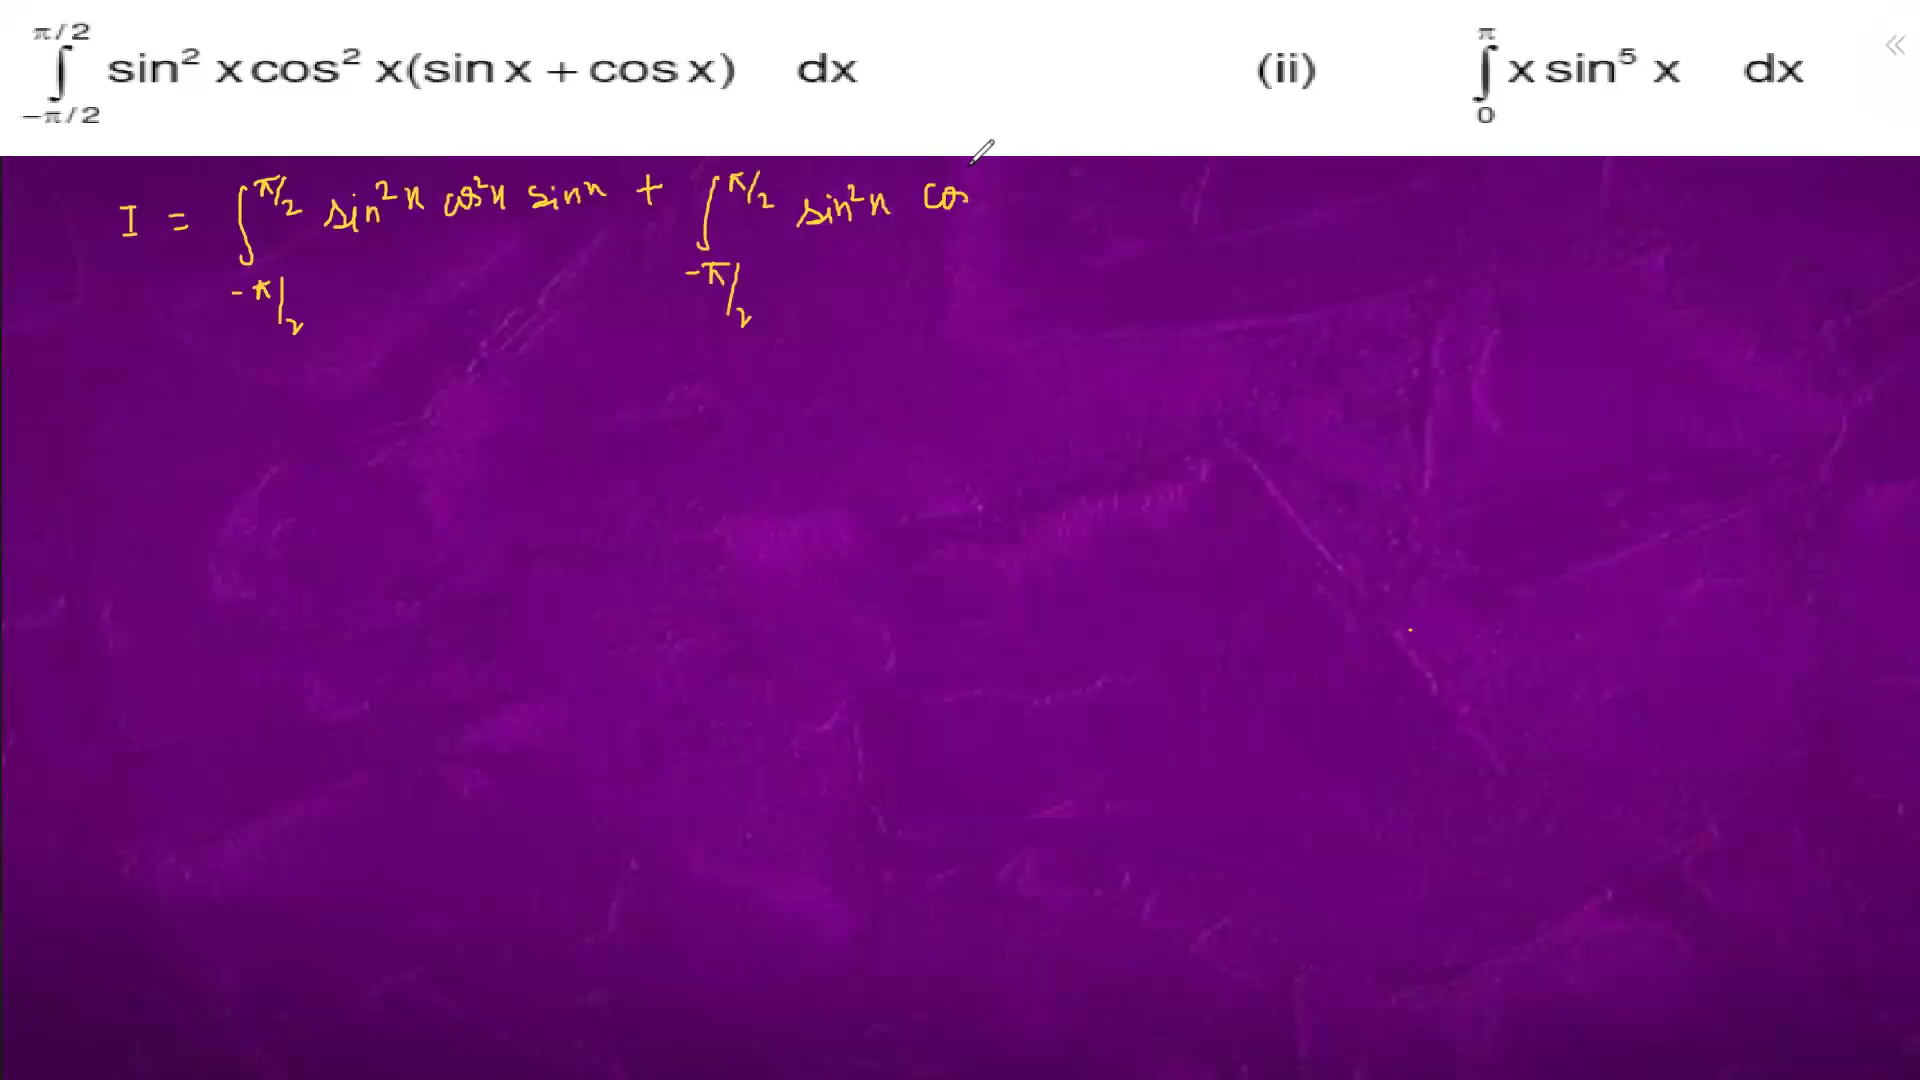 ∫_{-π/2}^{π/2} sin² x cos² x(sin x + cos x) dx (ii) ∫_{0}^{π} x sin⁵ x dx
«
I = ∫_{-π/2}^{π/2} sin²x cos²x sinx + ∫_{-π/2}^{π/2} sin²x cos